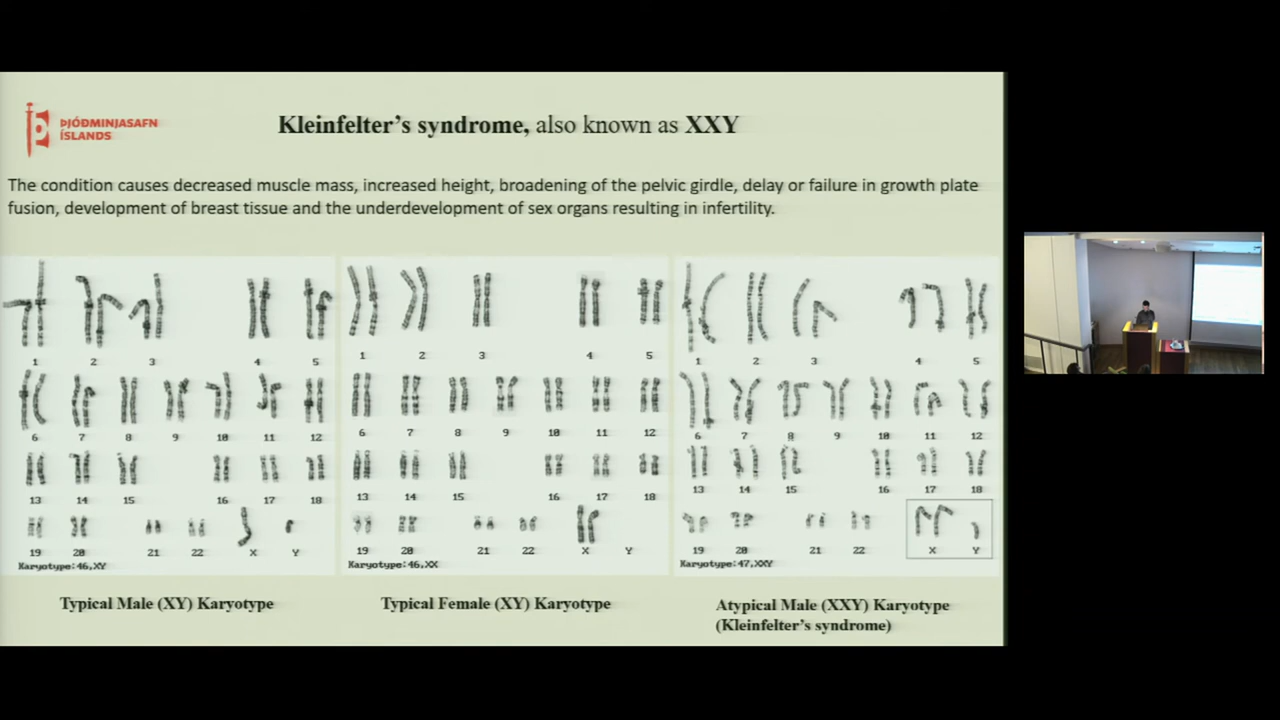 ÞJÓÐMINJASAFN
ÍSLANDS
Kleinfelter's syndrome, also known as XXY
The condition causes decreased muscle mass, increased height, broadening of the pelvic girdle, delay or failure in growth plate
fusion, development of breast tissue and the underdevelopment of sex organs resulting in infertility.
1 2 3 4 5
6 7 8 9 10 11 12
13 14 15 16 17 18
19 20 21 22 X Y
Karyotype:46,XY
Typical Male (XY) Karyotype
1 2 3 4 5
6 7 8 9 10 11 12
13 14 15 16 17 18
19 20 21 22 X Y
Karyotype:46,XX
Typical Female (XY) Karyotype
1 2 3 4 5
6 7 8 9 10 11 12
13 14 15 16 17 18
19 20 21 22 X Y
Karyotype:47,XXY
Atypical Male (XXY) Karyotype
(Kleinfelter's syndrome)